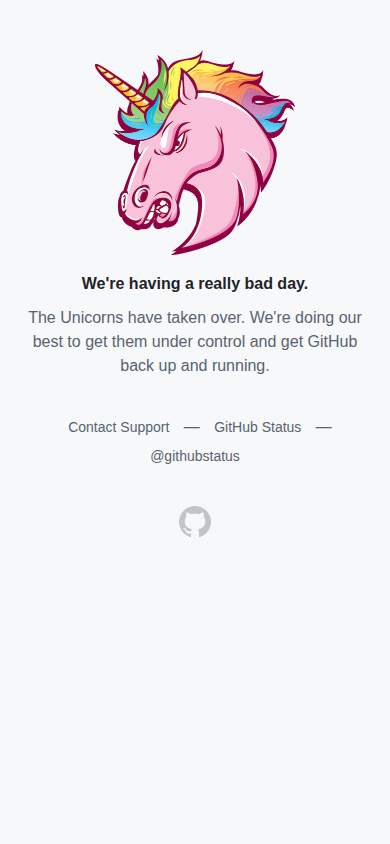 We're having a really bad day.
The Unicorns have taken over. We're doing our
best to get them under control and get GitHub
back up and running.
Contact Support — GitHub Status —
@githubstatus